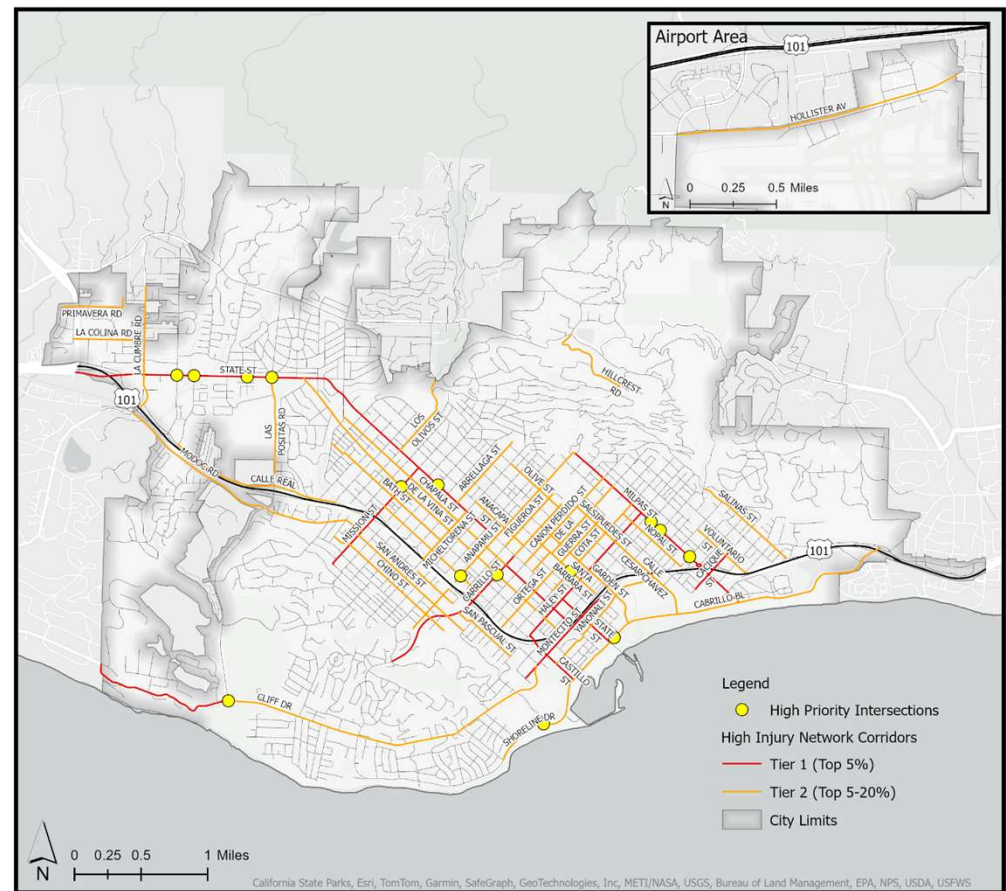 Airport Area
101
HOLLISTER AV
0 0.25 0.5 Miles
N
PRIMAVERA RD
LA COLINA RD
LA CUMBRE RD
STATE ST
101
LAS
POSITAS RD
MODOC RD
CALLE REAL
LOS
OLIVOS ST
HILLCREST
RD
MISSION ST
BATH ST
DE LA VINA ST
CHAPALA ST
ARRELLAGA ST
MICHELTORENA ST
ANACAPA
ST
ANAPAMU ST
FIGUEROA ST
OLIVE ST
CANON PERDIDO ST
DE LA
GUERRA ST
SALSIPUEDES ST
COTA ST
MILPAS ST
NOPAL ST
SALINAS ST
VOLUNTARIO
ST
CACIQUE
ST
SAN ANDRES ST
CHINO ST
CARRILLO ST
SAN PASCUAL ST
ORTEGA ST
HALEY ST
SANTA
BARBARA ST
GARDEN ST
CALLE
CESAR CHAVEZ
101
MONTECITO ST
YANONALI ST
STATE
ST
CASTILLO
ST
CABRILLO BL
CLIFF DR
SHORELINE DR
Legend
High Priority Intersections
High Injury Network Corridors
Tier 1 (Top 5%)
Tier 2 (Top 5-20%)
City Limits
N
0 0.25 0.5 1 Miles
California State Parks, Esri, TomTom, Garmin, SafeGraph, GeoTechnologies, Inc, METI/NASA, USGS, Bureau of Land Management, EPA, NPS, USDA, USFWS